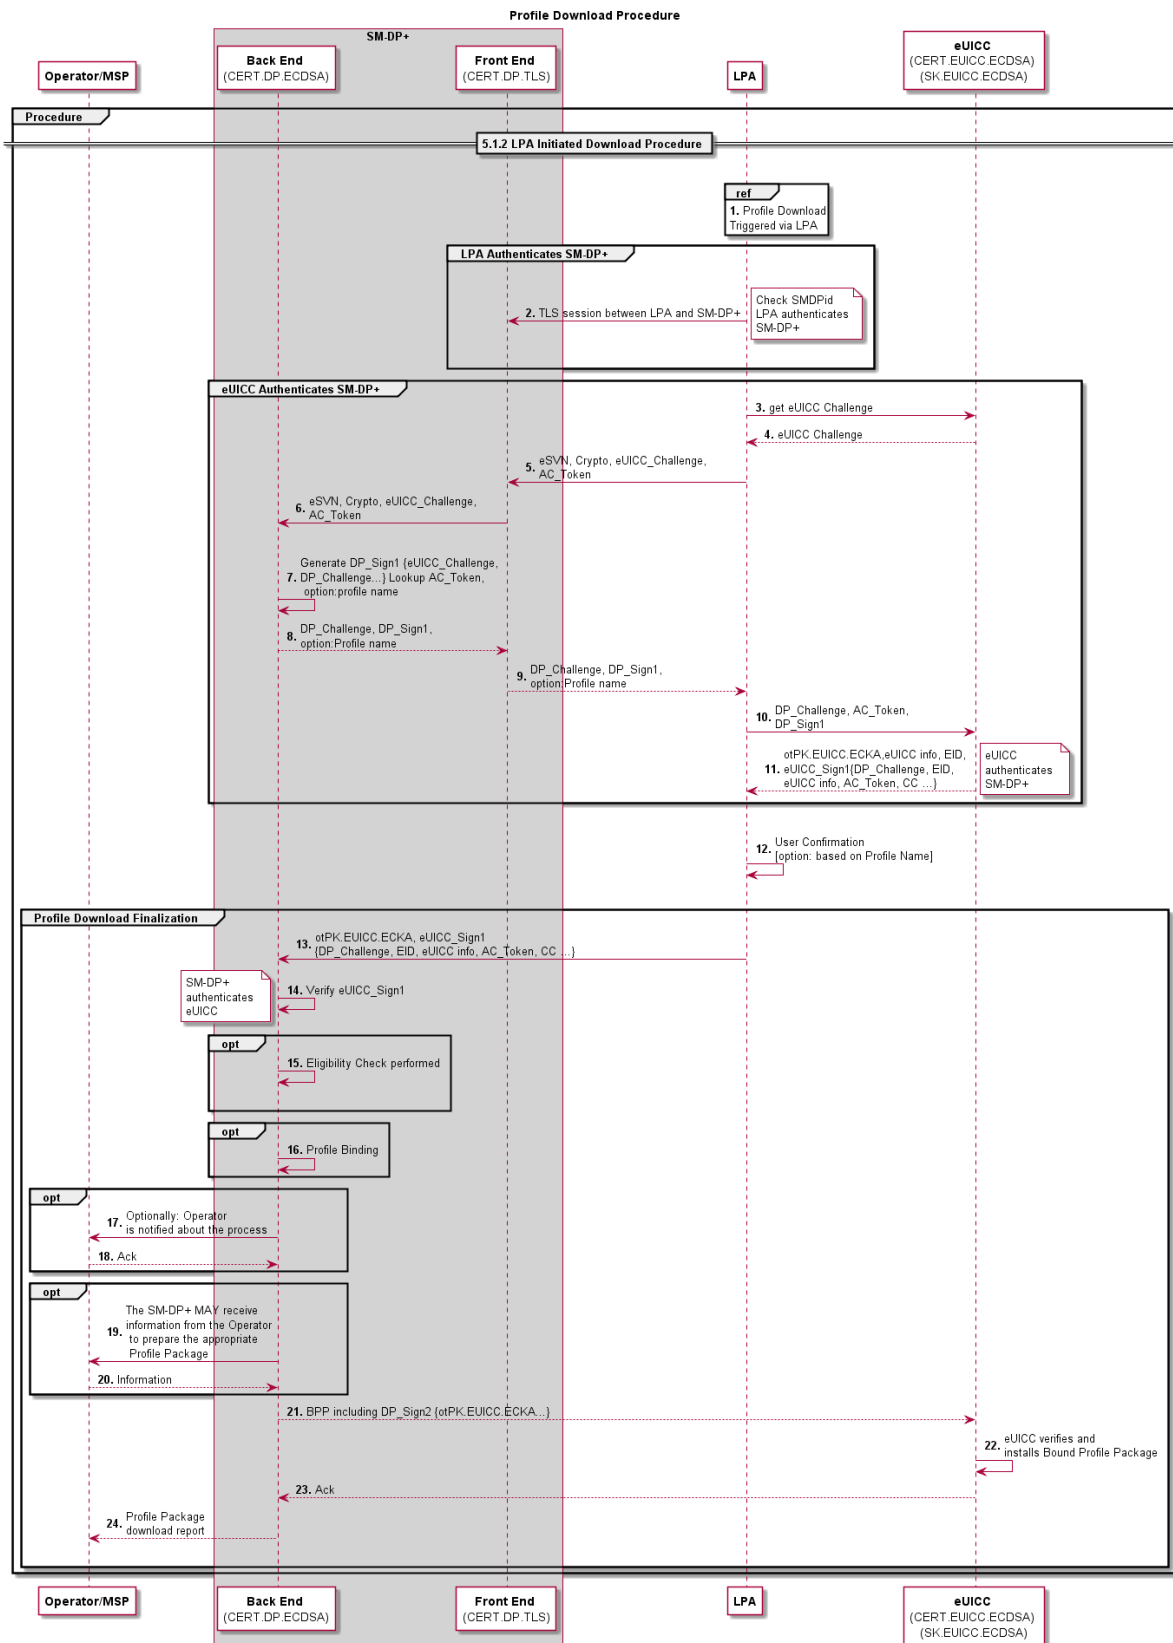 Profile Download Procedure
SM-DP+
Operator/MSP
Back End
(CERT.DP.ECDSA)
Front End
(CERT.DP.TLS)
LPA
eUICC
(CERT.EUICC.ECDSA)
(SK.EUICC.ECDSA)
Procedure
5.1.2 LPA Initiated Download Procedure
ref
1. Profile Download
Triggered via LPA
LPA Authenticates SM-DP+
2. TLS session between LPA and SM-DP+
Check SMDPid
LPA authenticates
SM-DP+
eUICC Authenticates SM-DP+
3. get eUICC Challenge
4. eUICC Challenge
5. eSVN, Crypto, eUICC_Challenge,
AC_Token
6. eSVN, Crypto, eUICC_Challenge,
AC_Token
Generate DP_Sign1 {eUICC_Challenge,
7. DP_Challenge...} Lookup AC_Token,
option:profile name
8. DP_Challenge, DP_Sign1,
option:Profile name
9. DP_Challenge, DP_Sign1,
option:Profile name
10. DP_Challenge, AC_Token,
DP_Sign1
otPK.EUICC.ECKA,eUICC info, EID,
11. eUICC_Sign1{DP_Challenge, EID,
eUICC info, AC_Token, CC ...}
eUICC
authenticates
SM-DP+
12. User Confirmation
[option: based on Profile Name]
Profile Download Finalization
13. otPK.EUICC.ECKA, eUICC_Sign1
{DP_Challenge, EID, eUICC info, AC_Token, CC ...}
SM-DP+
authenticates
eUICC
14. Verify eUICC_Sign1
opt
15. Eligibility Check performed
opt
16. Profile Binding
opt
17. Optionally: Operator
is notified about the process
18. Ack
opt
The SM-DP+ MAY receive
19. information from the Operator
to prepare the appropriate
Profile Package
20. Information
21. BPP including DP_Sign2 {otPK.EUICC.ECKA...}
22. eUICC verifies and
installs Bound Profile Package
23. Ack
24. Profile Package
download report
Operator/MSP
Back End
(CERT.DP.ECDSA)
Front End
(CERT.DP.TLS)
LPA
eUICC
(CERT.EUICC.ECDSA)
(SK.EUICC.ECDSA)